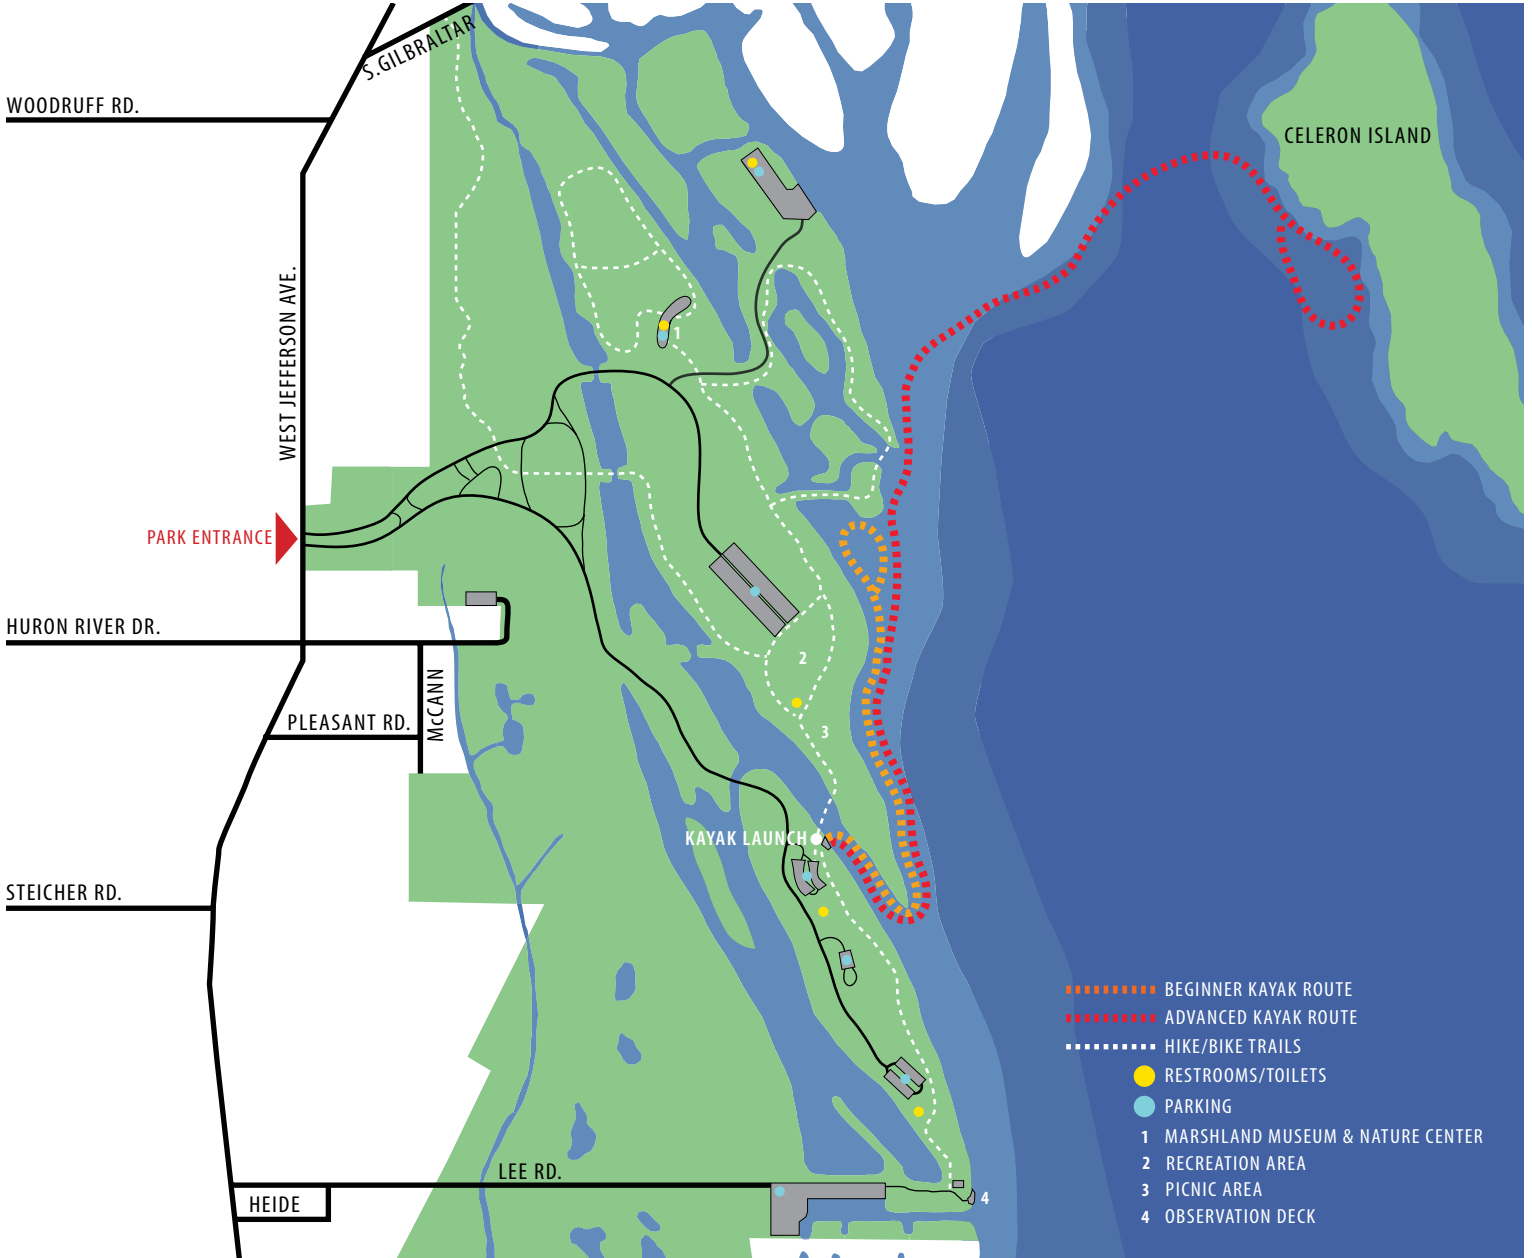 S.GILBRALTAR
WOODRUFF RD.
CELERON ISLAND
WEST JEFFERSON AVE.
1
PARK ENTRANCE
HURON RIVER DR.
2
McCANN
PLEASANT RD.
3
KAYAK LAUNCH
STEICHER RD.
LEE RD.
HEIDE
4
BEGINNER KAYAK ROUTE
ADVANCED KAYAK ROUTE
HIKE/BIKE TRAILS
RESTROOMS/TOILETS
PARKING
1 MARSHLAND MUSEUM & NATURE CENTER
2 RECREATION AREA
3 PICNIC AREA
4 OBSERVATION DECK